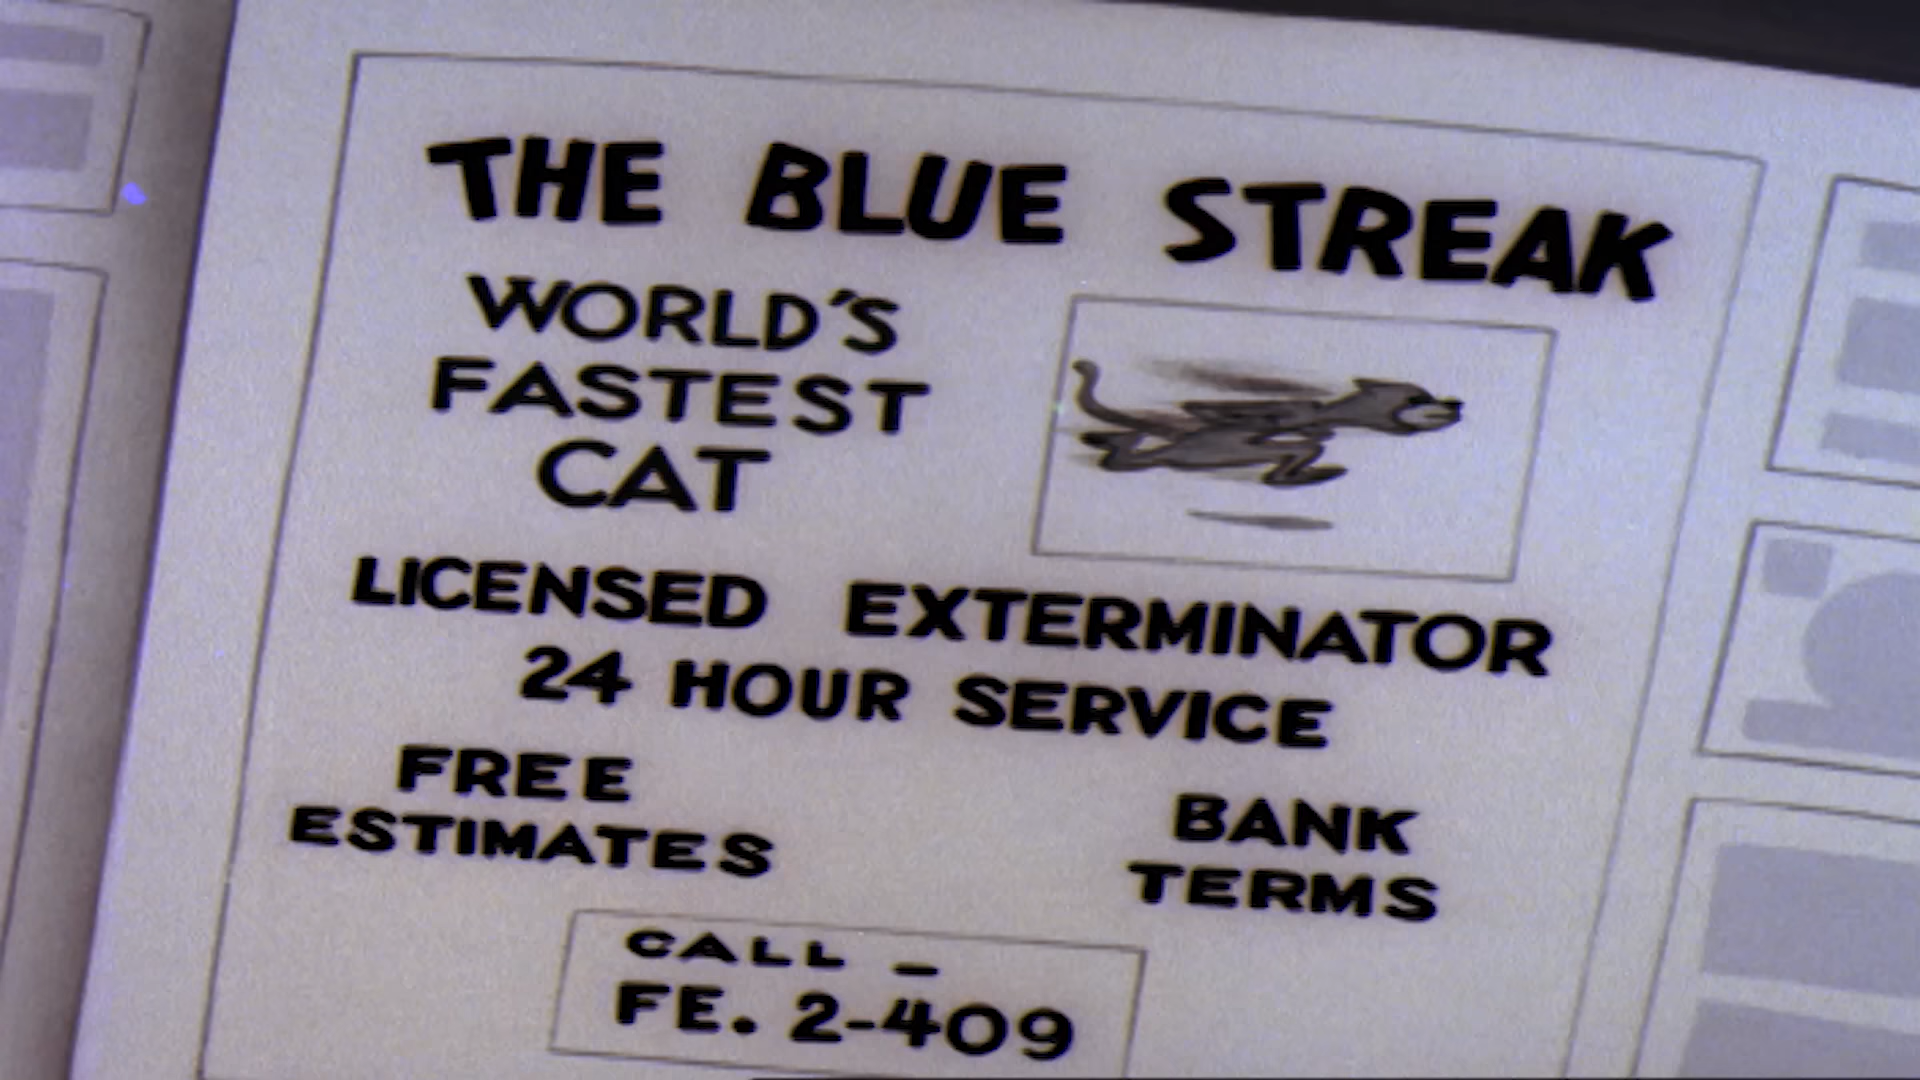 THE BLUE STREAK
WORLD'S
FASTEST
CAT
LICENSED EXTERMINATOR
24 HOUR SERVICE
FREE
ESTIMATES
BANK
TERMS
CALL –
FE. 2-409